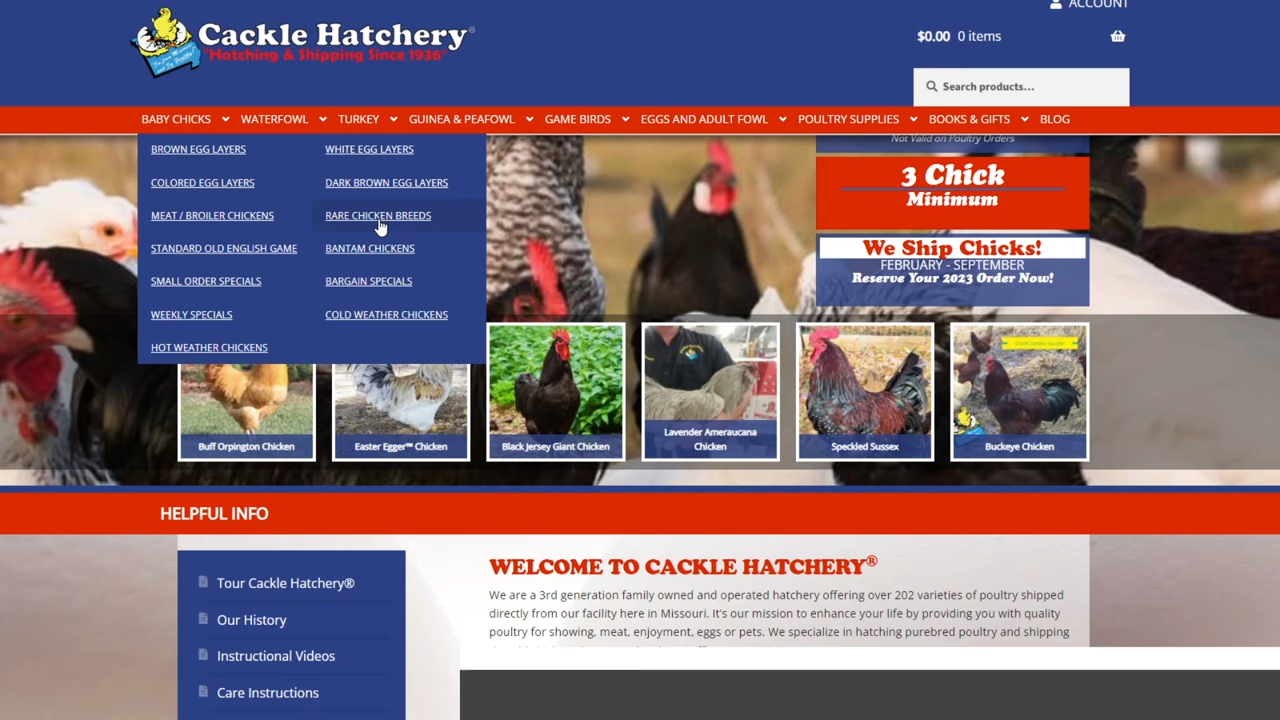 ACCOUNT
Cackle Hatchery®
"Hatching & Shipping Since 1936"
$0.00 0 items
Search products...
BABY CHICKS WATERFOWL TURKEY GUINEA & PEAFOWL GAME BIRDS EGGS AND ADULT FOWL POULTRY SUPPLIES BOOKS & GIFTS BLOG
BROWN EGG LAYERS WHITE EGG LAYERS
COLORED EGG LAYERS DARK BROWN EGG LAYERS
MEAT / BROILER CHICKENS RARE CHICKEN BREEDS
STANDARD OLD ENGLISH GAME BANTAM CHICKENS
SMALL ORDER SPECIALS BARGAIN SPECIALS
WEEKLY SPECIALS COLD WEATHER CHICKENS
HOT WEATHER CHICKENS
Not Valid on Poultry Orders
3 Chick
Minimum
We Ship Chicks!
FEBRUARY - SEPTEMBER
Reserve Your 2023 Order Now!
Buff Orpington Chicken
Easter Egger™ Chicken
Black Jersey Giant Chicken
Lavender Ameraucana
Chicken
Speckled Sussex
Buckeye Chicken
HELPFUL INFO
Tour Cackle Hatchery®
Our History
Instructional Videos
Care Instructions
WELCOME TO CACKLE HATCHERY®
We are a 3rd generation family owned and operated hatchery offering over 202 varieties of poultry shipped
directly from our facility here in Missouri. It's our mission to enhance your life by providing you with quality
poultry for showing, meat, enjoyment, eggs or pets. We specialize in hatching purebred poultry and shipping